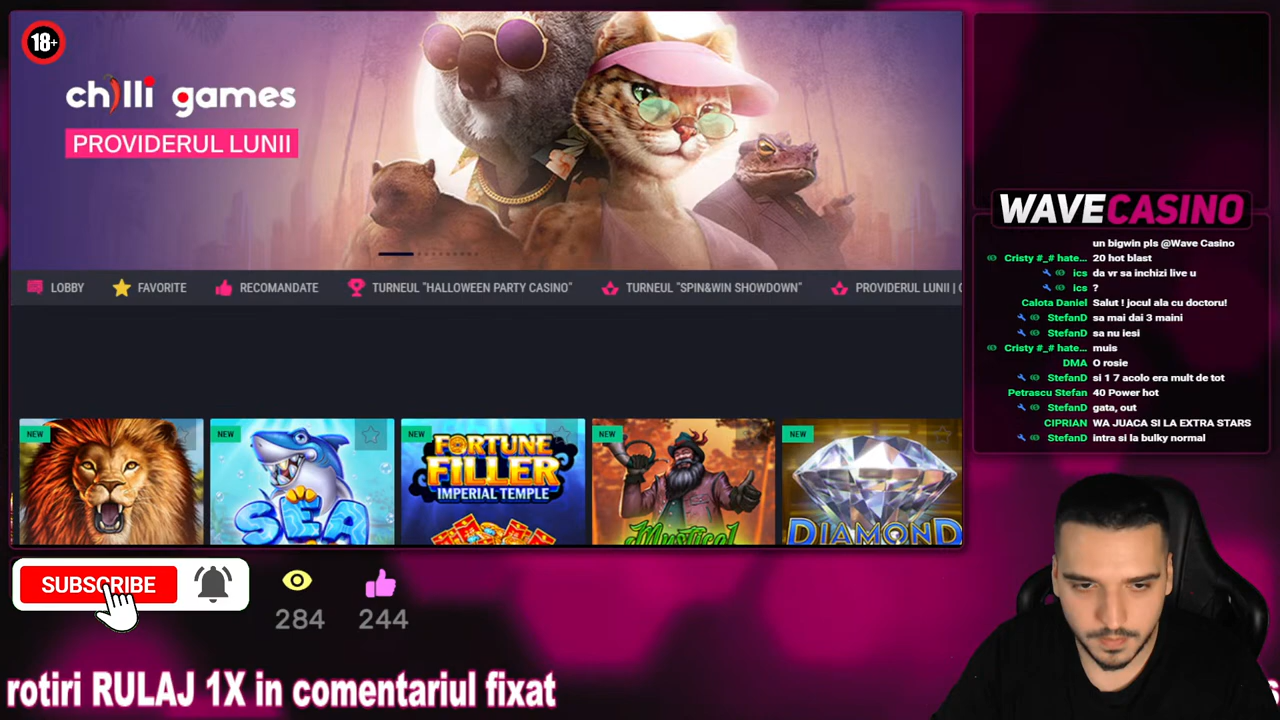 18+
chilli games
PROVIDERUL LUNII
LOBBY
FAVORITE
RECOMANDATE
TURNEUL "HALLOWEEN PARTY CASINO"
TURNEUL "SPIN&WIN SHOWDOWN"
PROVIDERUL LUNII |
NEW
NEW
NEW
NEW
NEW
SEA
FORTUNE
FILLER
IMPERIAL TEMPLE
Mystical
DIAMOND
WAVECASINO
un bigwin pls @Wave Casino
Cristy #_# hate... 20 hot blast
ics da vr sa inchizi live u
ics ?
Calota Daniel Salut ! jocul ala cu doctoru!
StefanD sa mai dai 3 maini
StefanD sa nu iesi
Cristy #_# hate... muis
DMA O rosie
StefanD si 1 7 acolo era mult de tot
Petrascu Stefan 40 Power hot
StefanD gata, out
CIPRIAN WA JUACA SI LA EXTRA STARS
StefanD intra si la bulky normal
SUBSCRIBE
284
244
rotiri RULAJ 1X in comentariul fixat